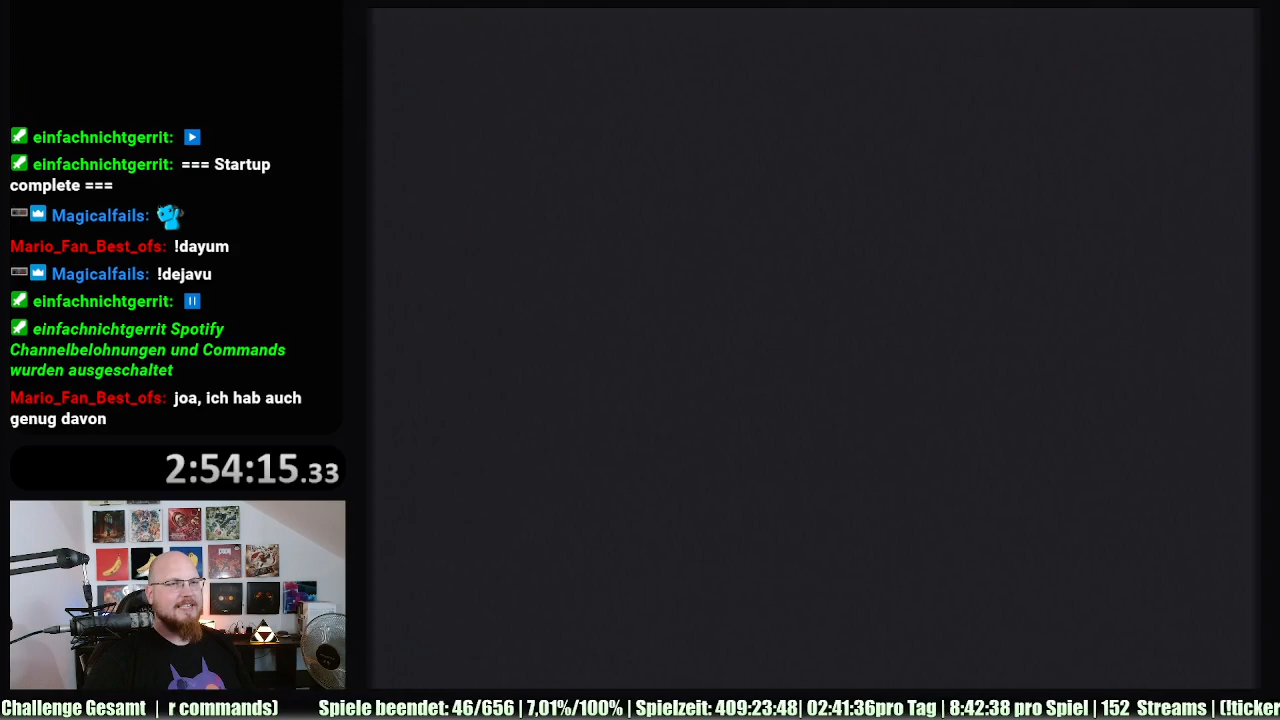 einfachnichtgerrit:
einfachnichtgerrit: === Startup
complete ===
Magicalfails:
Mario_Fan_Best_ofs: !dayum
Magicalfails: !dejavu
einfachnichtgerrit:
einfachnichtgerrit Spotify
Channelbelohnungen und Commands
wurden ausgeschaltet
Mario_Fan_Best_ofs: joa, ich hab auch
genug davon
2:54:15.33
Challenge Gesamt | r commands) Spiele beendet: 46/656 | 7,01%/100% | Spielzeit: 409:23:48| 02:41:36pro Tag | 8:42:38 pro Spiel | 152 Streams | (!ticker